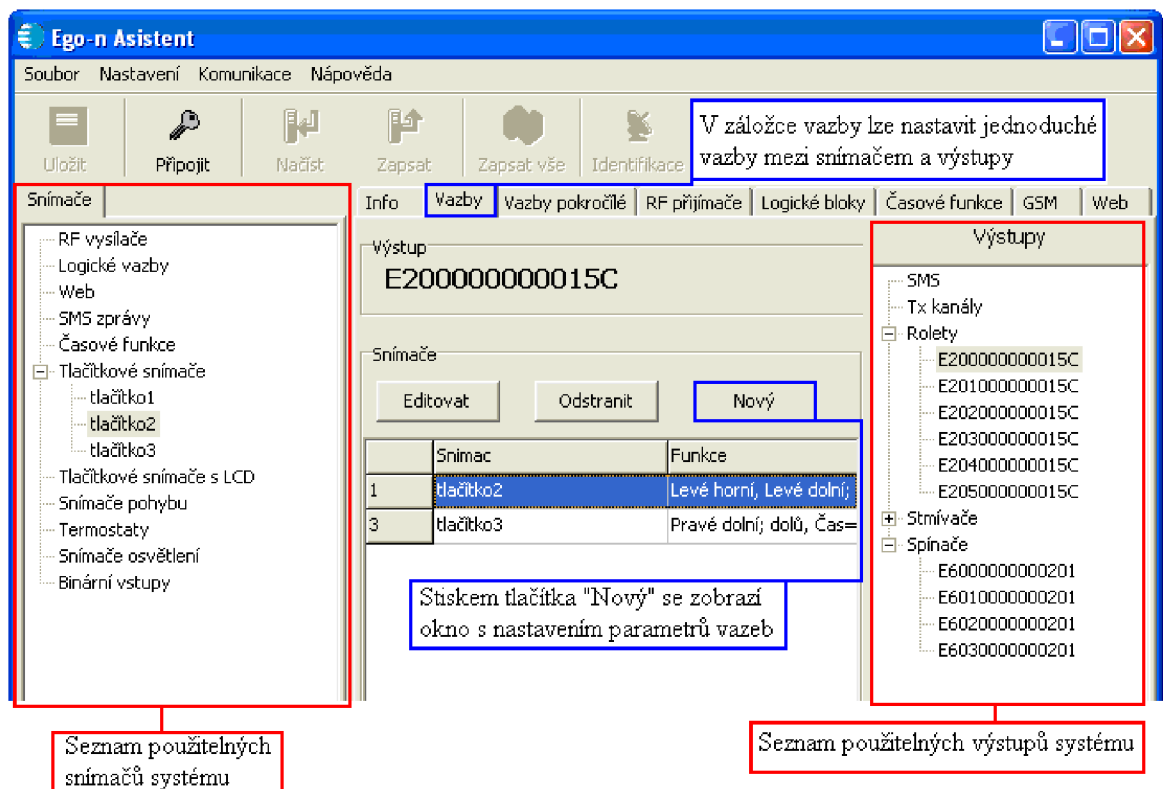 Ego-n Asistent
Soubor Nastavení Komunikace Nápověda
Uložit Připojit Načíst Zapsat Zapsat vše Identifikace
V záložce vazby lze nastavit jednoduché
vazby mezi snímačem a výstupy
Snímače
Info Vazby Vazby pokročilé RF přijímače Logické bloky Časové funkce GSM Web
RF vysílače
Logické vazby
Web
SMS zprávy
Časové funkce
Tlačítkové snímače
tlačítko1
tlačítko2
tlačítko3
Tlačítkové snímače s LCD
Snímače pohybu
Termostaty
Snímače osvětlení
Binární vstupy
Výstup
E200000000015C
Snímače
Editovat Odstranit Nový
Snimac Funkce
1 tlačítko2 Levé horní, Levé dolní;
3 tlačítko3 Pravé dolní; dolů, Čas=
Stiskem tlačítka "Nový" se zobrazí
okno s nastavením parametrů vazeb
Výstupy
SMS
Tx kanály
Rolety
E200000000015C
E201000000015C
E202000000015C
E203000000015C
E204000000015C
E205000000015C
Stmívače
Spínače
E6000000000201
E6010000000201
E6020000000201
E6030000000201
Seznam použitelných
snímačů systému
Seznam použitelných výstupů systému